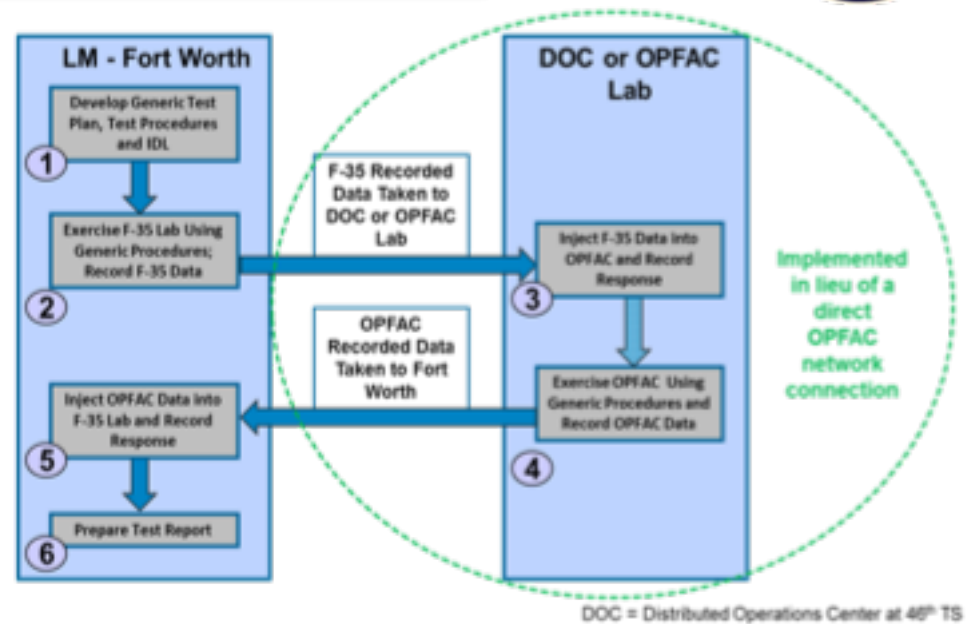 LM - Fort Worth
Develop Generic Test
Plan, Test Procedures
and IDL
1
Exercise F-35 Lab Using
Generic Procedures;
Record F-35 Data
2
F-35 Recorded
Data Taken to
DOC or OPFAC
Lab
DOC or OPFAC
Lab
Inject F-35 Data into
OPFAC and Record
Response
3
Exercise OPFAC Using
Generic Procedures and
Record OPFAC Data
4
OPFAC
Recorded Data
Taken to Fort
Worth
Inject OPFAC Data into
F-35 Lab and Record
Response
5
Prepare Test Report
6
Implemented
in lieu of a
direct
OPFAC
network
connection
DOC = Distributed Operations Center at 46th TS